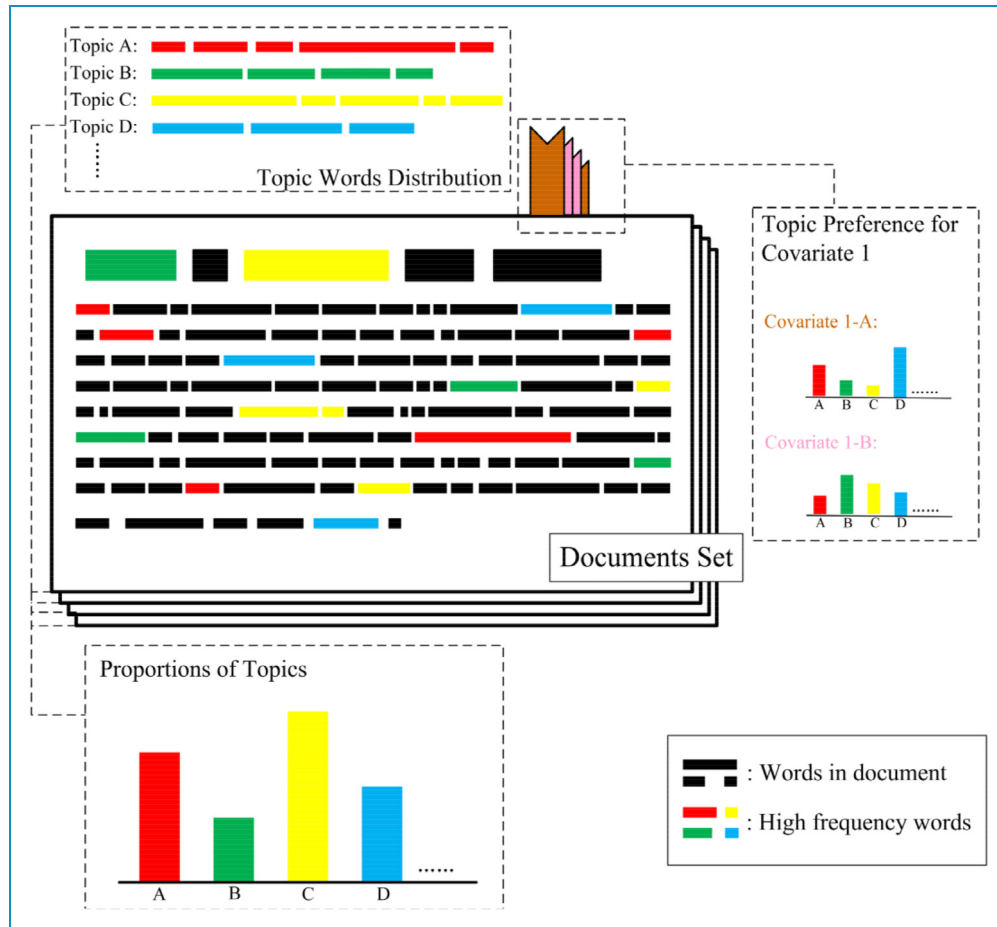 Topic A:
Topic B:
Topic C:
Topic D:
......
Topic Words Distribution
Topic Preference for
Covariate 1
Covariate 1-A:
A B C D ......
Covariate 1-B:
A B C D ......
Documents Set
Proportions of Topics
A B C D ......
: Words in document
: High frequency words